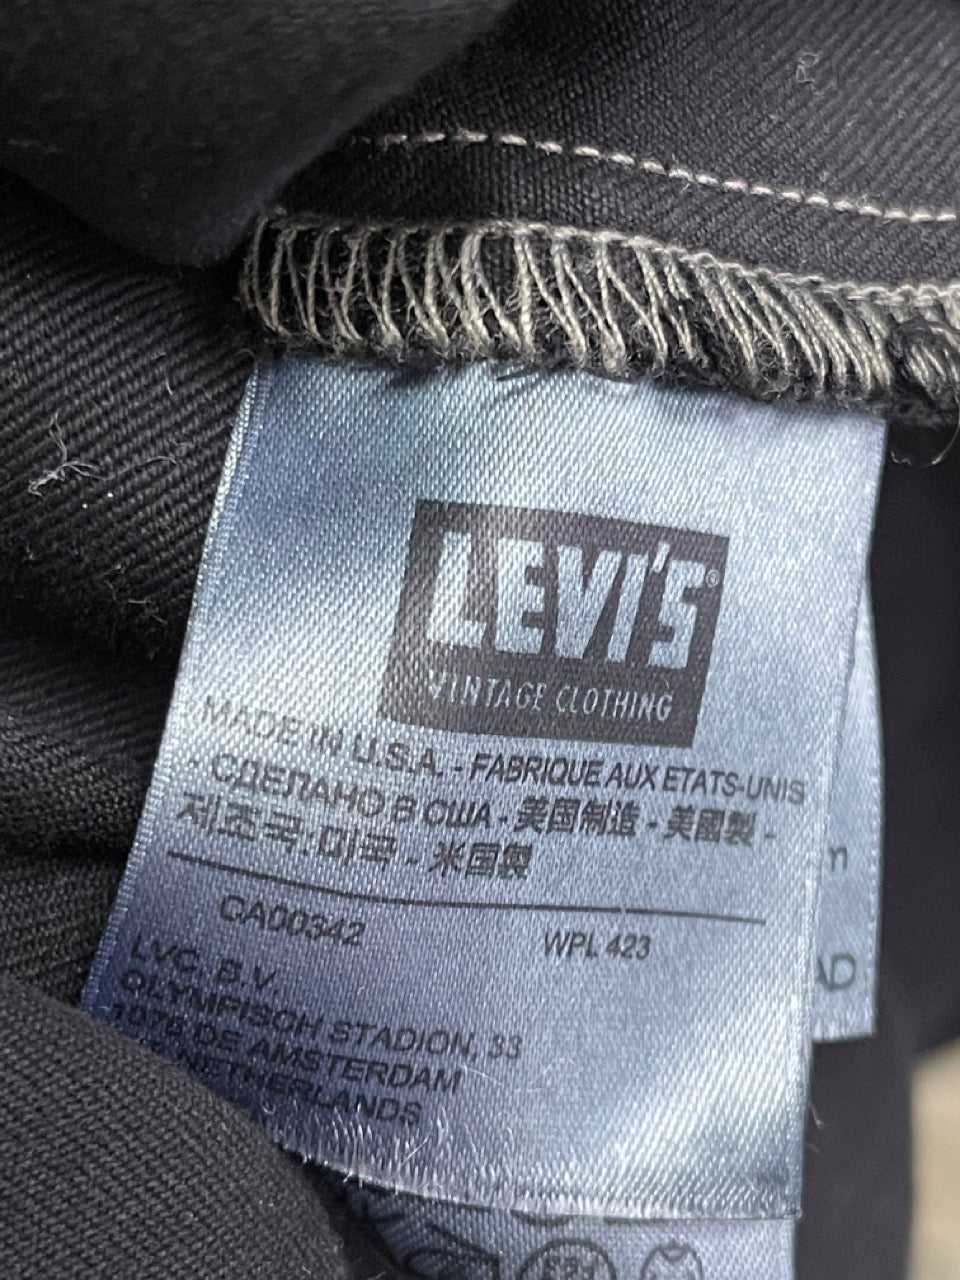 LEVI'S®
VINTAGE CLOTHING
MADE IN U.S.A. - FABRIQUE AUX ETATS-UNIS
- СДЕЛАНО В США - 美国制造 - 美國製 -
제조국:미국 - 米国製
CA00342 WPL 423
LVC, B.V.
OLYMPISCH STADION, 33
1076 DE AMSTERDAM
NETHERLANDS